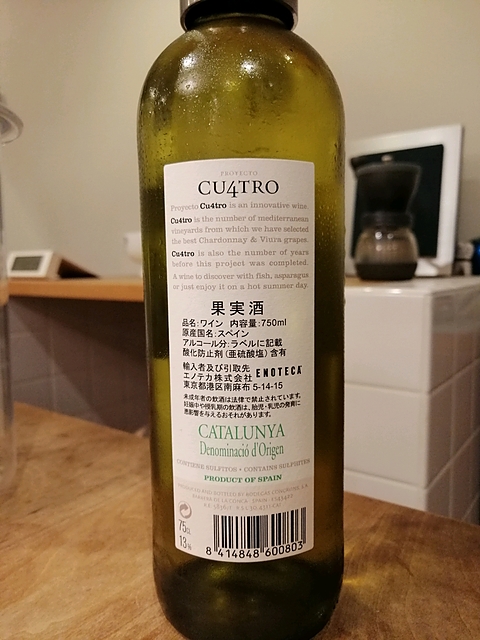 PROYECTO
CU4TRO
Proyecto Cu4tro is an innovative wine.
Cu4tro is the number of mediterranean
vineyards from which we have selected
the best Chardonnay & Viura grapes.
Cu4tro is also the number of years
before this project was completed.
A wine to discover with fish, asparagus
or just enjoy it on a hot summer day.
果実酒
品名:ワイン 内容量:750ml
原産国名:スペイン
アルコール分:ラベルに記載
酸化防止剤(亜硫酸塩)含有
輸入者及び引取先
エノテカ株式会社 ENOTECA
東京都港区南麻布 5-14-15
未成年者の飲酒は法律で禁止されています。
妊娠中や授乳期の飲酒は、胎児・乳児の発育に
悪影響を与えるおそれがあります。
CATALUNYA
Denominació d'Origen
CONTIENE SULFITOS · CONTAINS SULPHITES
PRODUCT OF SPAIN
75cl
13%
8 414848 600803